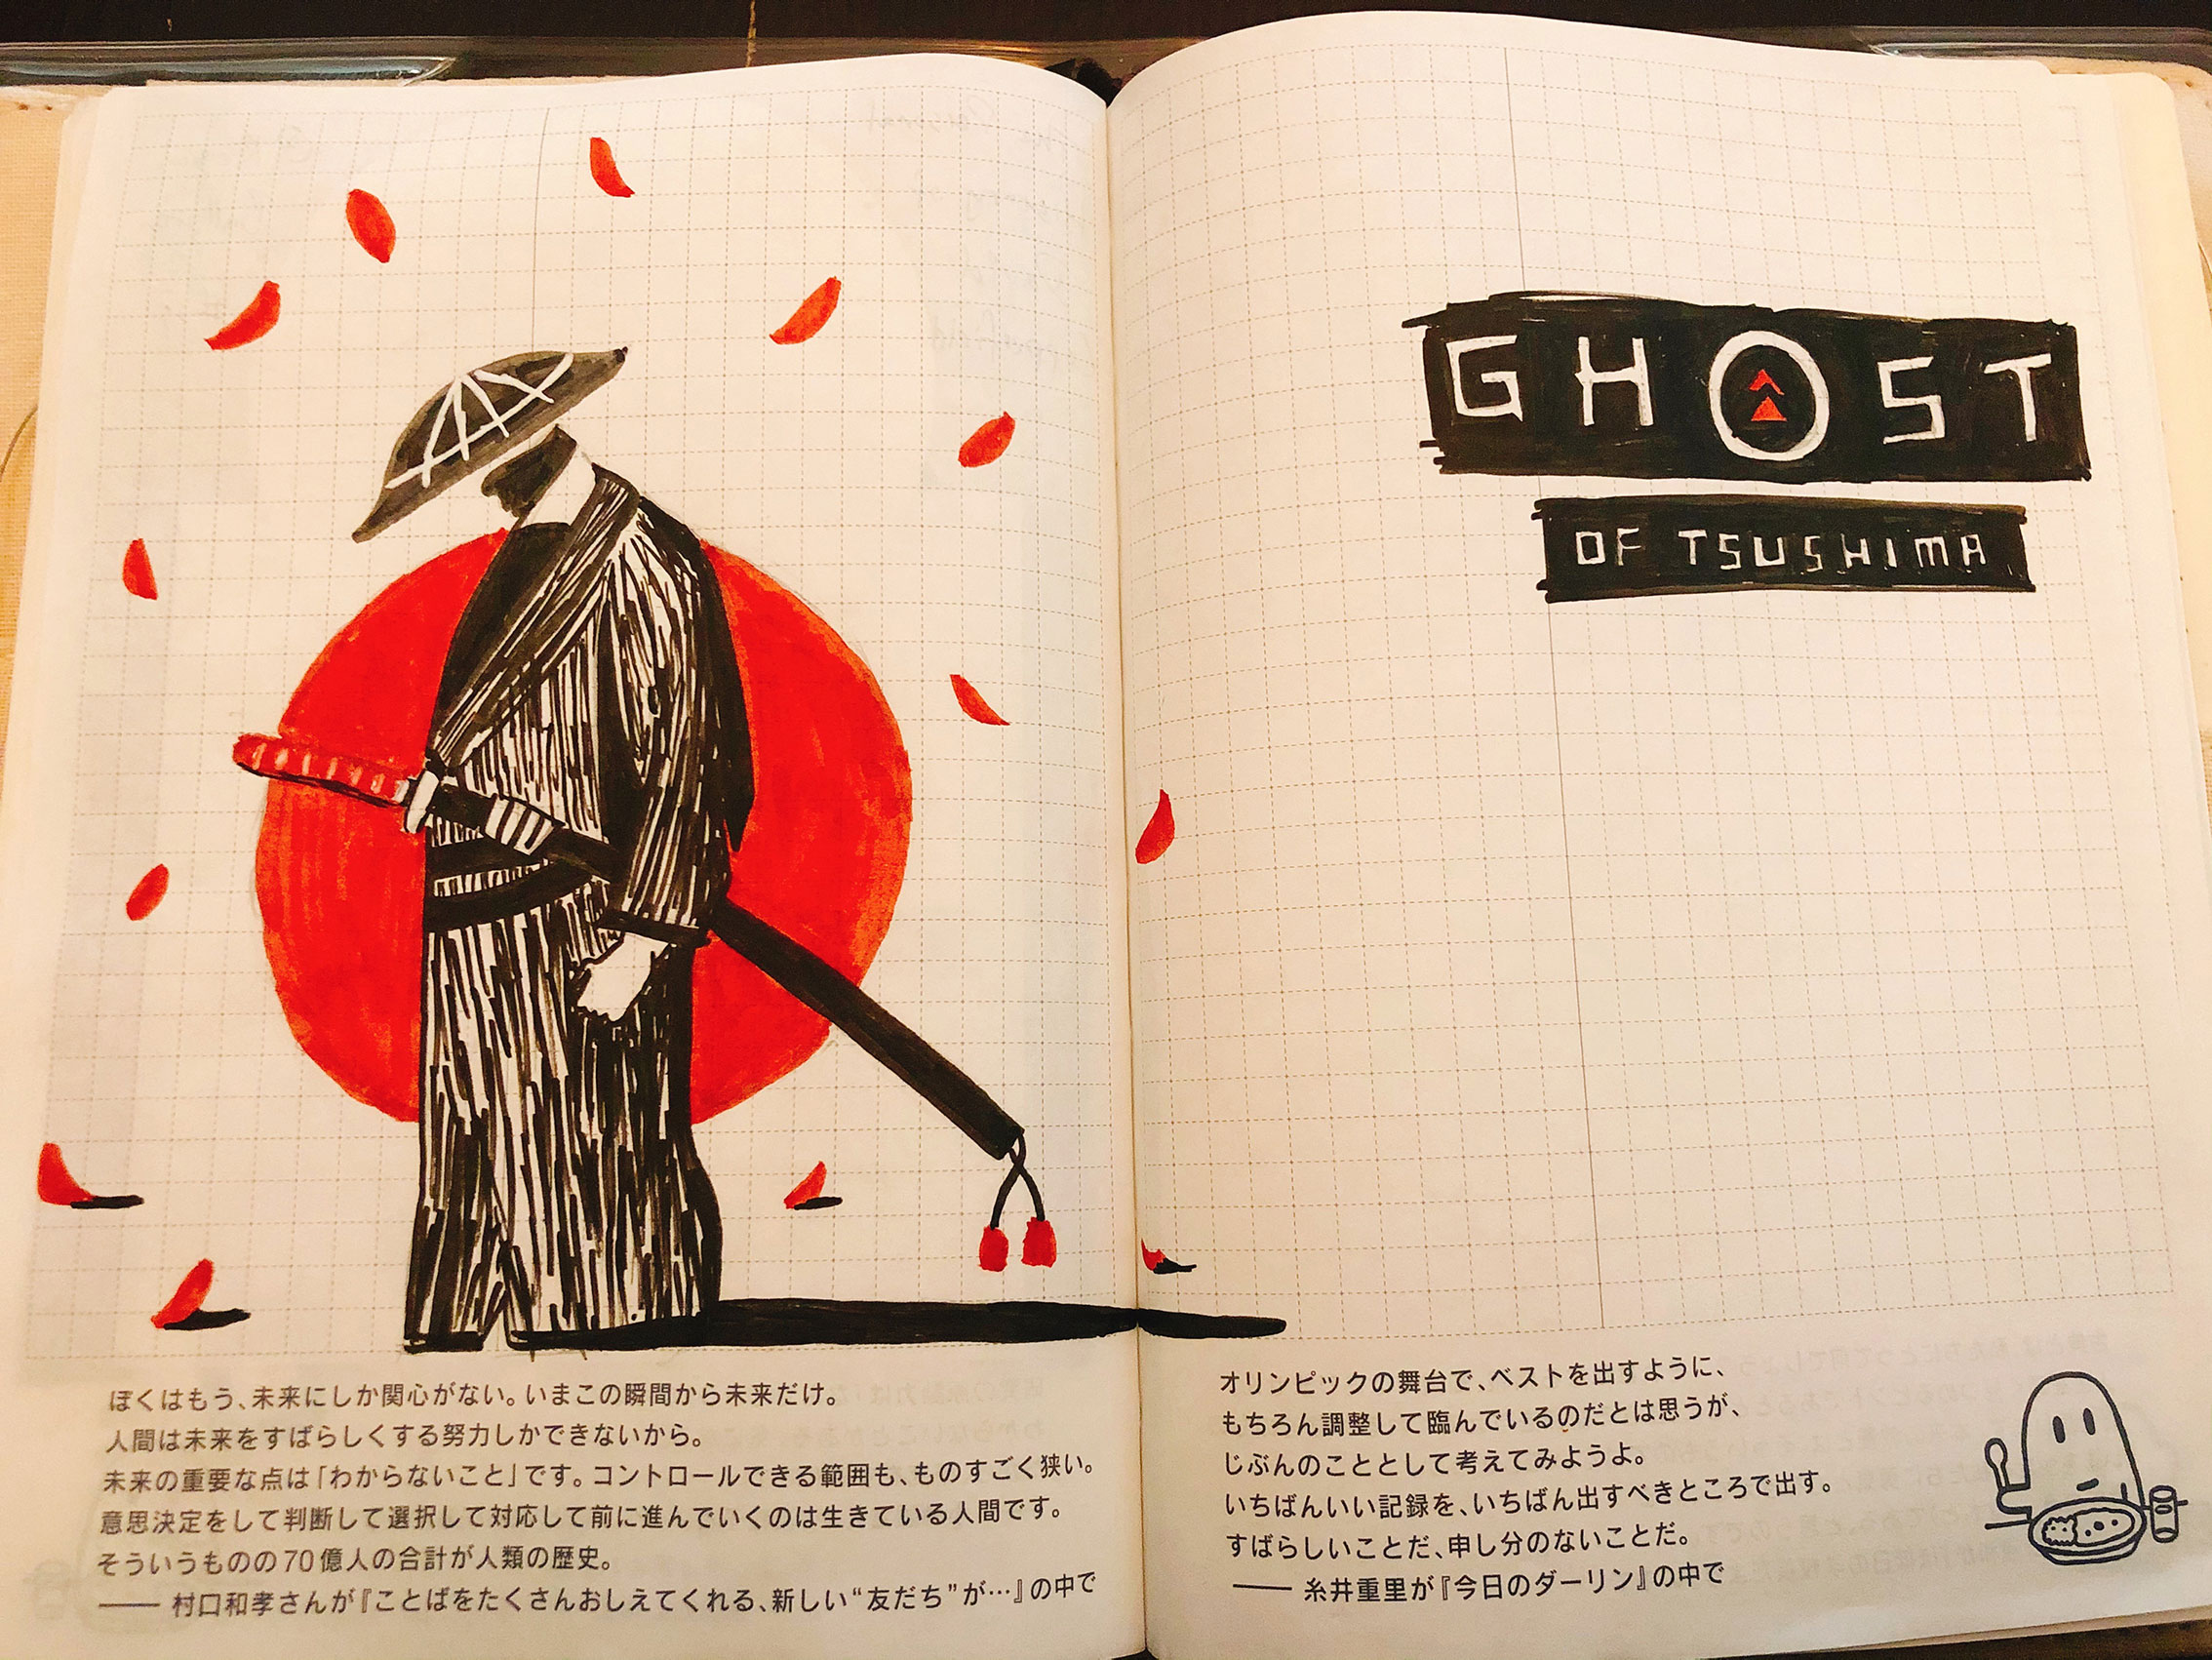 ぼくはもう、未来にしか関心がない。いまこの瞬間から未来だけ。
人間は未来をすばらしくする努力しかできないから。
未来の重要な点は「わからないこと」です。コントロールできる範囲も、ものすごく狭い。
意思決定をして判断して選択して対応して前に進んでいくのは生きている人間です。
そういうものの70億人の合計が人類の歴史。
── 村口和孝さんが『ことばをたくさんおしえてくれる、新しい“友だち”が…』の中で
GHOST
OF TSUSHIMA
オリンピックの舞台で、ベストを出すように、
もちろん調整して臨んでいるのだとは思うが、
じぶんのこととして考えてみようよ。
いちばんいい記録を、いちばん出すべきところで出す。
すばらしいことだ、申し分のないことだ。
── 糸井重里が『今日のダーリン』の中で